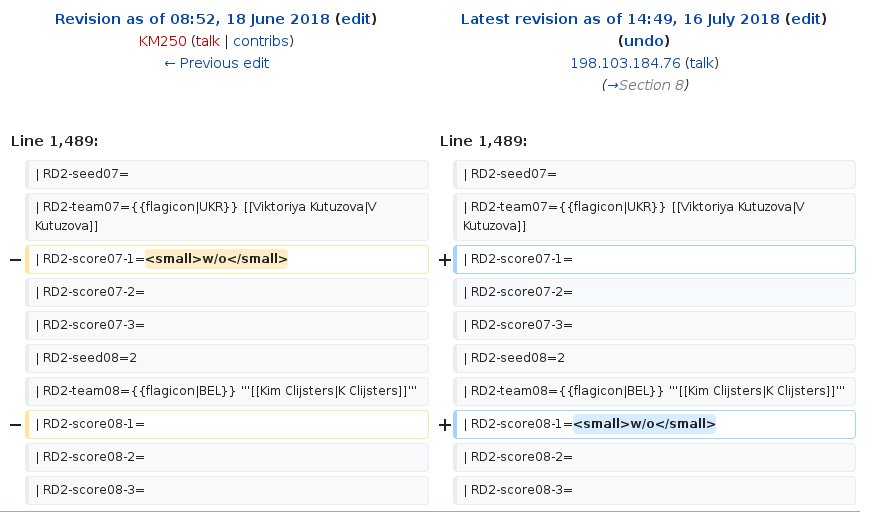 Revision as of 08:52, 18 June 2018 (edit)
KM250 (talk | contribs)
← Previous edit
Latest revision as of 14:49, 16 July 2018 (edit)
(undo)
198.103.184.76 (talk)
(→Section 8)
Line 1,489:
| RD2-seed07=
| RD2-team07={{flagicon|UKR}} [[Viktoriya Kutuzova|V
Kutuzova]]
− | RD2-score07-1=<small>w/o</small>
| RD2-score07-2=
| RD2-score07-3=
| RD2-seed08=2
| RD2-team08={{flagicon|BEL}} '''[[Kim Clijsters|K Clijsters]]'''
− | RD2-score08-1=
| RD2-score08-2=
| RD2-score08-3=
Line 1,489:
| RD2-seed07=
| RD2-team07={{flagicon|UKR}} [[Viktoriya Kutuzova|V
Kutuzova]]
+ | RD2-score07-1=
| RD2-score07-2=
| RD2-score07-3=
| RD2-seed08=2
| RD2-team08={{flagicon|BEL}} '''[[Kim Clijsters|K Clijsters]]'''
+ | RD2-score08-1=<small>w/o</small>
| RD2-score08-2=
| RD2-score08-3=